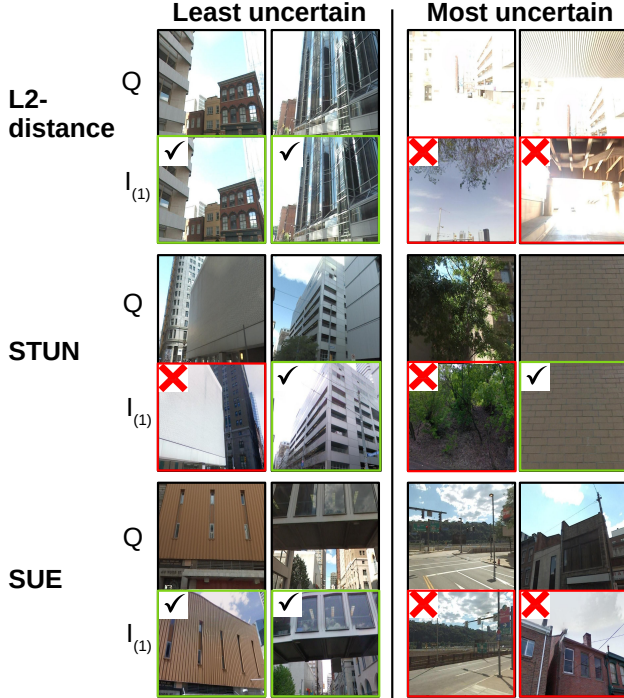 Least uncertain
Most uncertain
Q
L2-
distance
I(1)
Q
STUN
I(1)
Q
SUE
I(1)